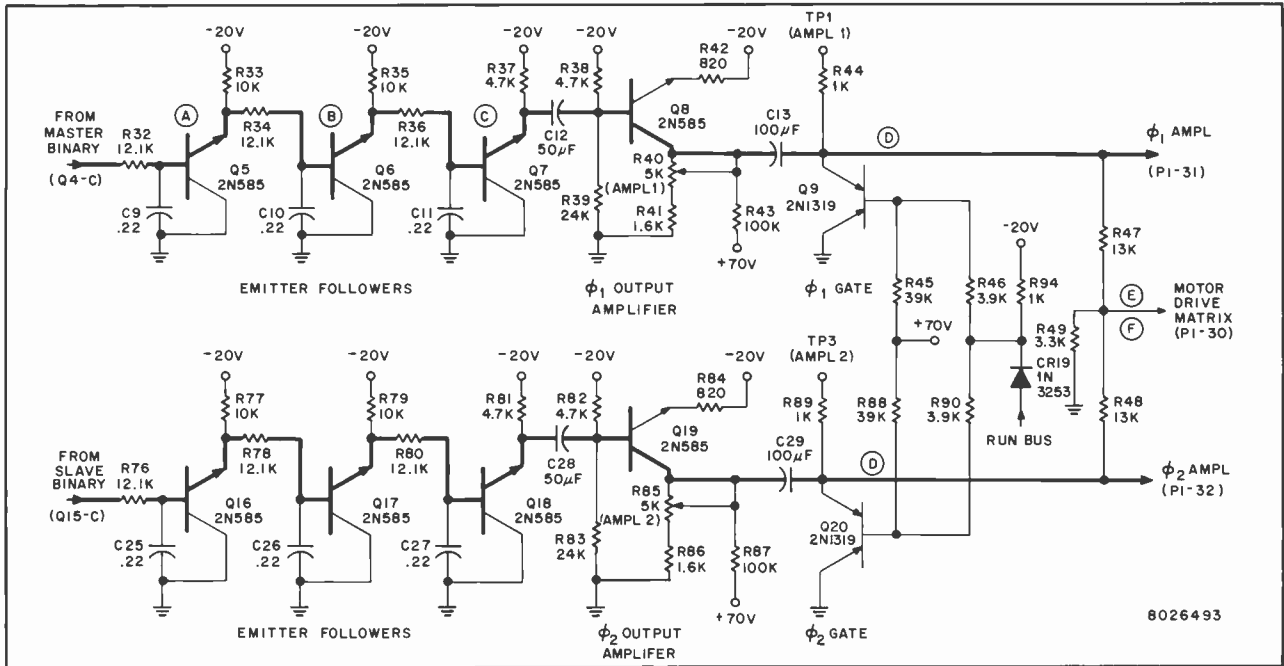 -20V
-20V
-20V
-20V
R42
820
-20V
TP1
(AMPL 1)
R33
10K
R35
10K
R37
4.7K
R38
4.7K
R44
1K
FROM
MASTER
BINARY
(Q4-C)
R32
12.1K
A
R34
12.1K
B
R36
12.1K
C
C12
50µF
Q8
2N585
C13
100µF
D
ϕ1 AMPL
(P1-31)
Q5
2N585
Q6
2N585
Q7
2N585
R40
5K
(AMPL1)
Q9
2N1319
C9
.22
C10
.22
C11
.22
R39
24K
R41
1.6K
R43
100K
+70V
-20V
R47
13K
EMITTER FOLLOWERS
ϕ1 OUTPUT
AMPLIFIER
ϕ1 GATE
R45
39K
R46
3.9K
R94
1K
E
F
MOTOR
DRIVE
MATRIX
(P1-30)
+70V
R49
3.3K
CR19
1N
3253
-20V
-20V
-20V
-20V
R84
820
-20V
TP3
(AMPL 2)
R77
10K
R79
10K
R81
4.7K
R82
4.7K
R89
1K
R88
39K
R90
3.9K
R48
13K
RUN BUS
FROM
SLAVE
BINARY
(Q15-C)
R76
12.1K
R78
12.1K
R80
12.1K
C28
50µF
Q19
2N585
C29
100µF
D
ϕ2 AMPL
(P1-32)
Q16
2N585
Q17
2N585
Q18
2N585
R85
5K
(AMPL 2)
Q20
2N1319
C25
.22
C26
.22
C27
.22
R83
24K
R86
1.6K
R87
100K
+70V
EMITTER FOLLOWERS
ϕ2 OUTPUT
AMPLIFER
ϕ2 GATE
8026493